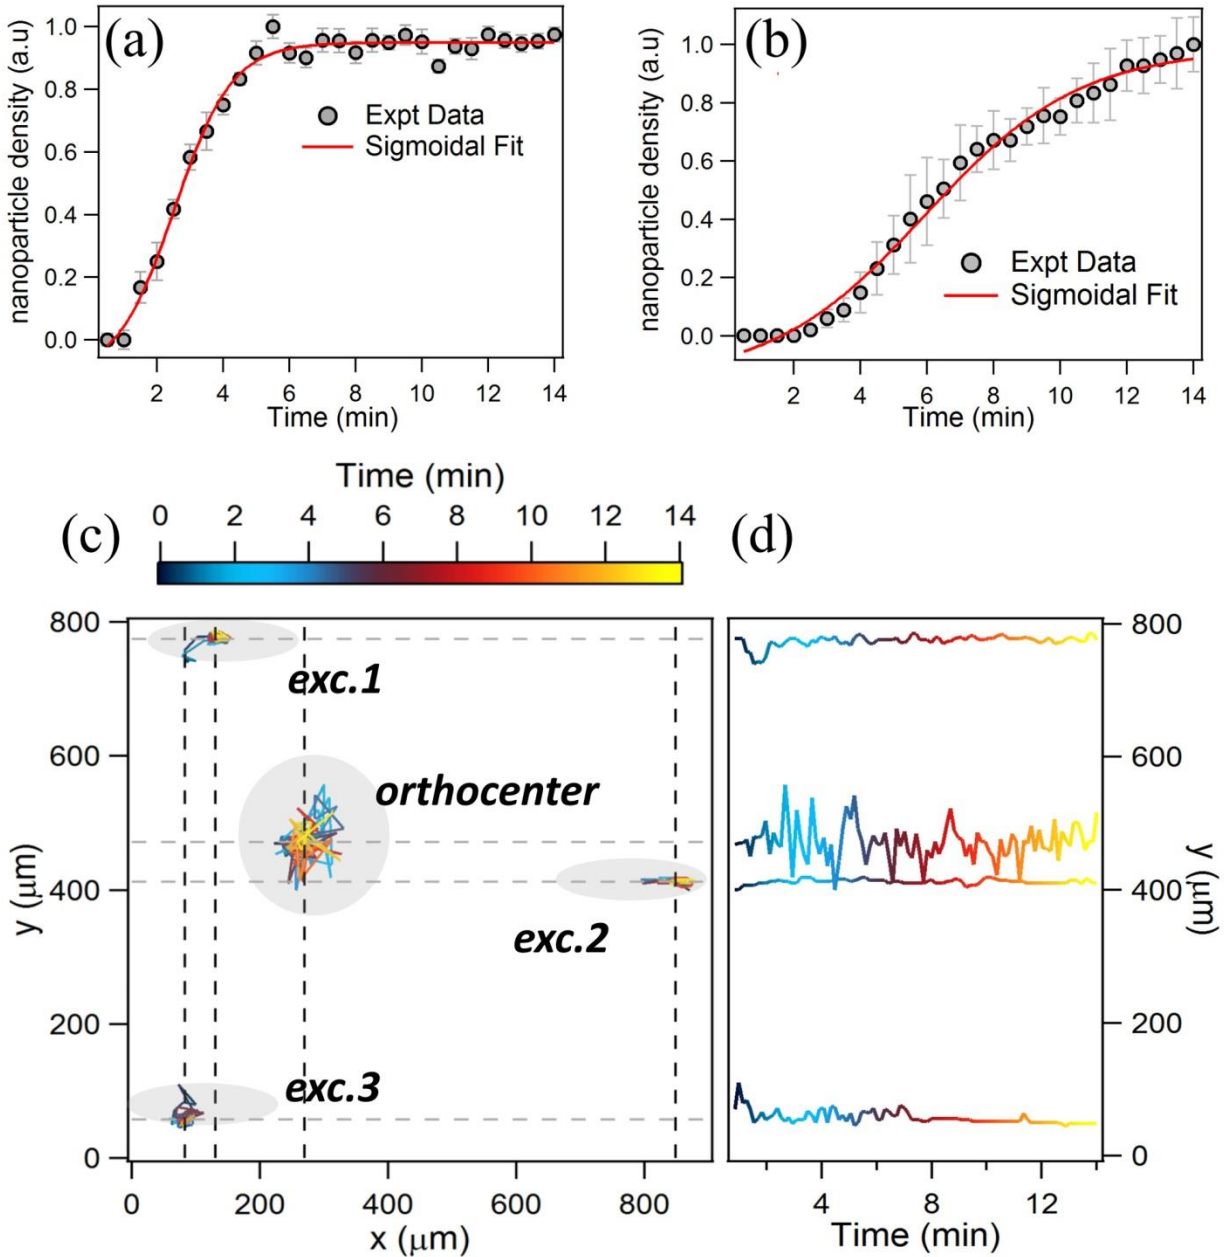 (a)
nanoparticle density (a.u)
1.0
0.8
0.6
0.4
0.2
0.0
Expt Data
Sigmoidal Fit
2 4 6 8 10 12 14
Time (min)
(b)
nanoparticle density (a.u)
1.0
0.8
0.6
0.4
0.2
0.0
Expt Data
Sigmoidal Fit
2 4 6 8 10 12 14
Time (min)
Time (min)
0 2 4 6 8 10 12 14
(c)
y (μm)
800
600
400
200
0
exc.1
orthocenter
exc.2
exc.3
0 200 400 600 800
x (μm)
(d)
800
600
400
200
0
y (μm)
4 8 12
Time (min)